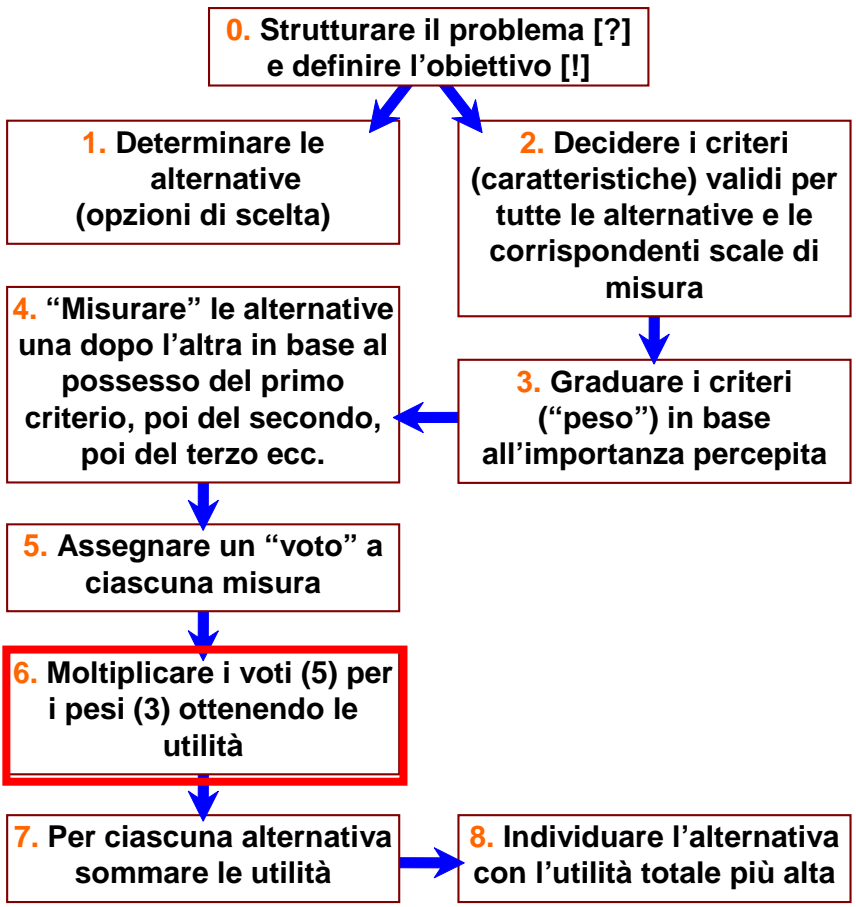 0. Strutturare il problema [?]
e definire l’obiettivo [!]
1. Determinare le
alternative
(opzioni di scelta)
2. Decidere i criteri
(caratteristiche) validi per
tutte le alternative e le
corrispondenti scale di
misura
3. Graduare i criteri
(“peso”) in base
all’importanza percepita
4. “Misurare” le alternative
una dopo l’altra in base al
possesso del primo
criterio, poi del secondo,
poi del terzo ecc.
5. Assegnare un “voto” a
ciascuna misura
6. Moltiplicare i voti (5) per
i pesi (3) ottenendo le
utilità
7. Per ciascuna alternativa
sommare le utilità
8. Individuare l’alternativa
con l’utilità totale più alta